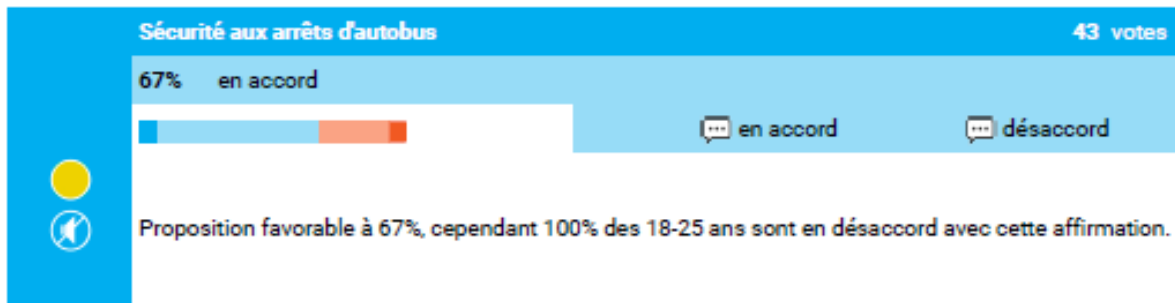 Sécurité aux arrêts d'autobus 43 votes
67% en accord
en accord désaccord
Proposition favorable à 67%, cependant 100% des 18-25 ans sont en désaccord avec cette affirmation.